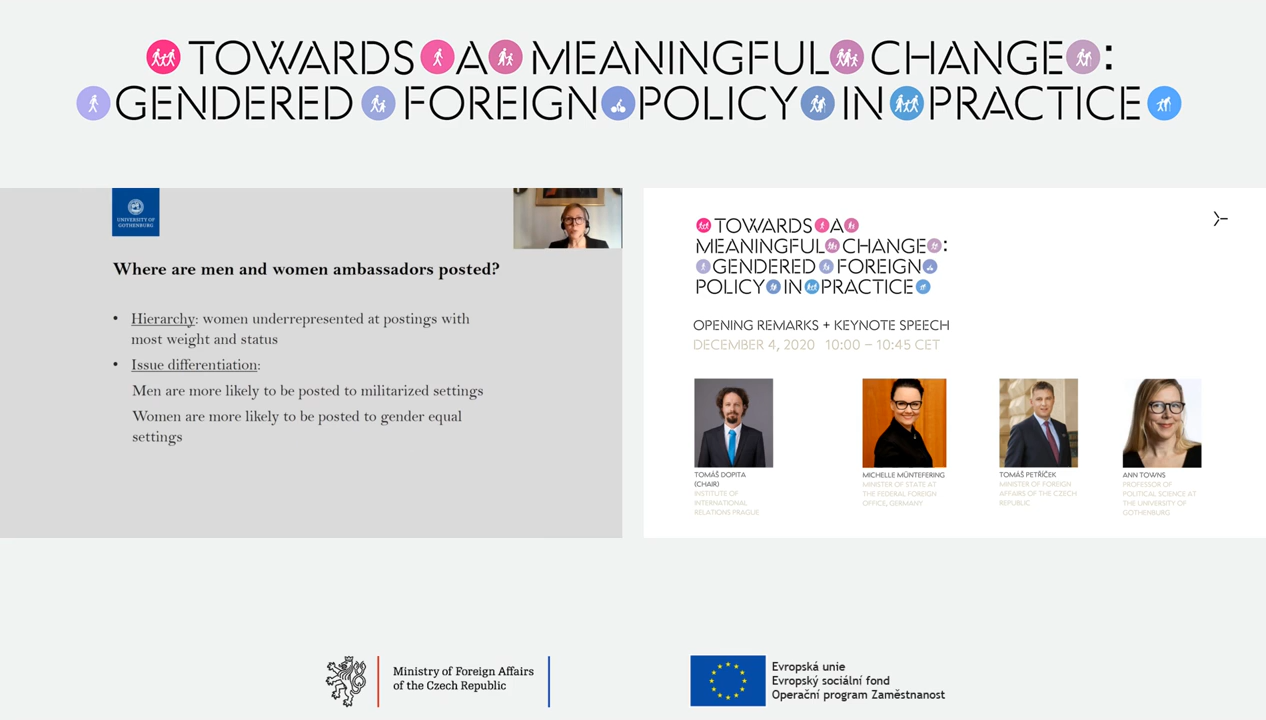 TOWARDS A MEANINGFUL CHANGE:
GENDERED FOREIGN POLICY IN PRACTICE
UNIVERSITY OF
GOTHENBURG
Where are men and women ambassadors posted?
• Hierarchy: women underrepresented at postings with
most weight and status
• Issue differentiation:
Men are more likely to be posted to militarized settings
Women are more likely to be posted to gender equal
settings
TOWARDS A
MEANINGFUL CHANGE:
GENDERED FOREIGN
POLICY IN PRACTICE
OPENING REMARKS + KEYNOTE SPEECH
DECEMBER 4, 2020 10:00 – 10:45 CET
TOMÁŠ DOPITA
(CHAIR)
INSTITUTE OF
INTERNATIONAL
RELATIONS PRAGUE
MICHELLE MÜNTEFERING
MINISTER OF STATE AT
THE FEDERAL FOREIGN
OFFICE, GERMANY
TOMÁŠ PETŘÍČEK
MINISTER OF FOREIGN
AFFAIRS OF THE CZECH
REPUBLIC
ANN TOWNS
PROFESSOR OF
POLITICAL SCIENCE AT
THE UNIVERSITY OF
GOTHENBURG
Ministry of Foreign Affairs
of the Czech Republic
Evropská unie
Evropský sociální fond
Operační program Zaměstnanost